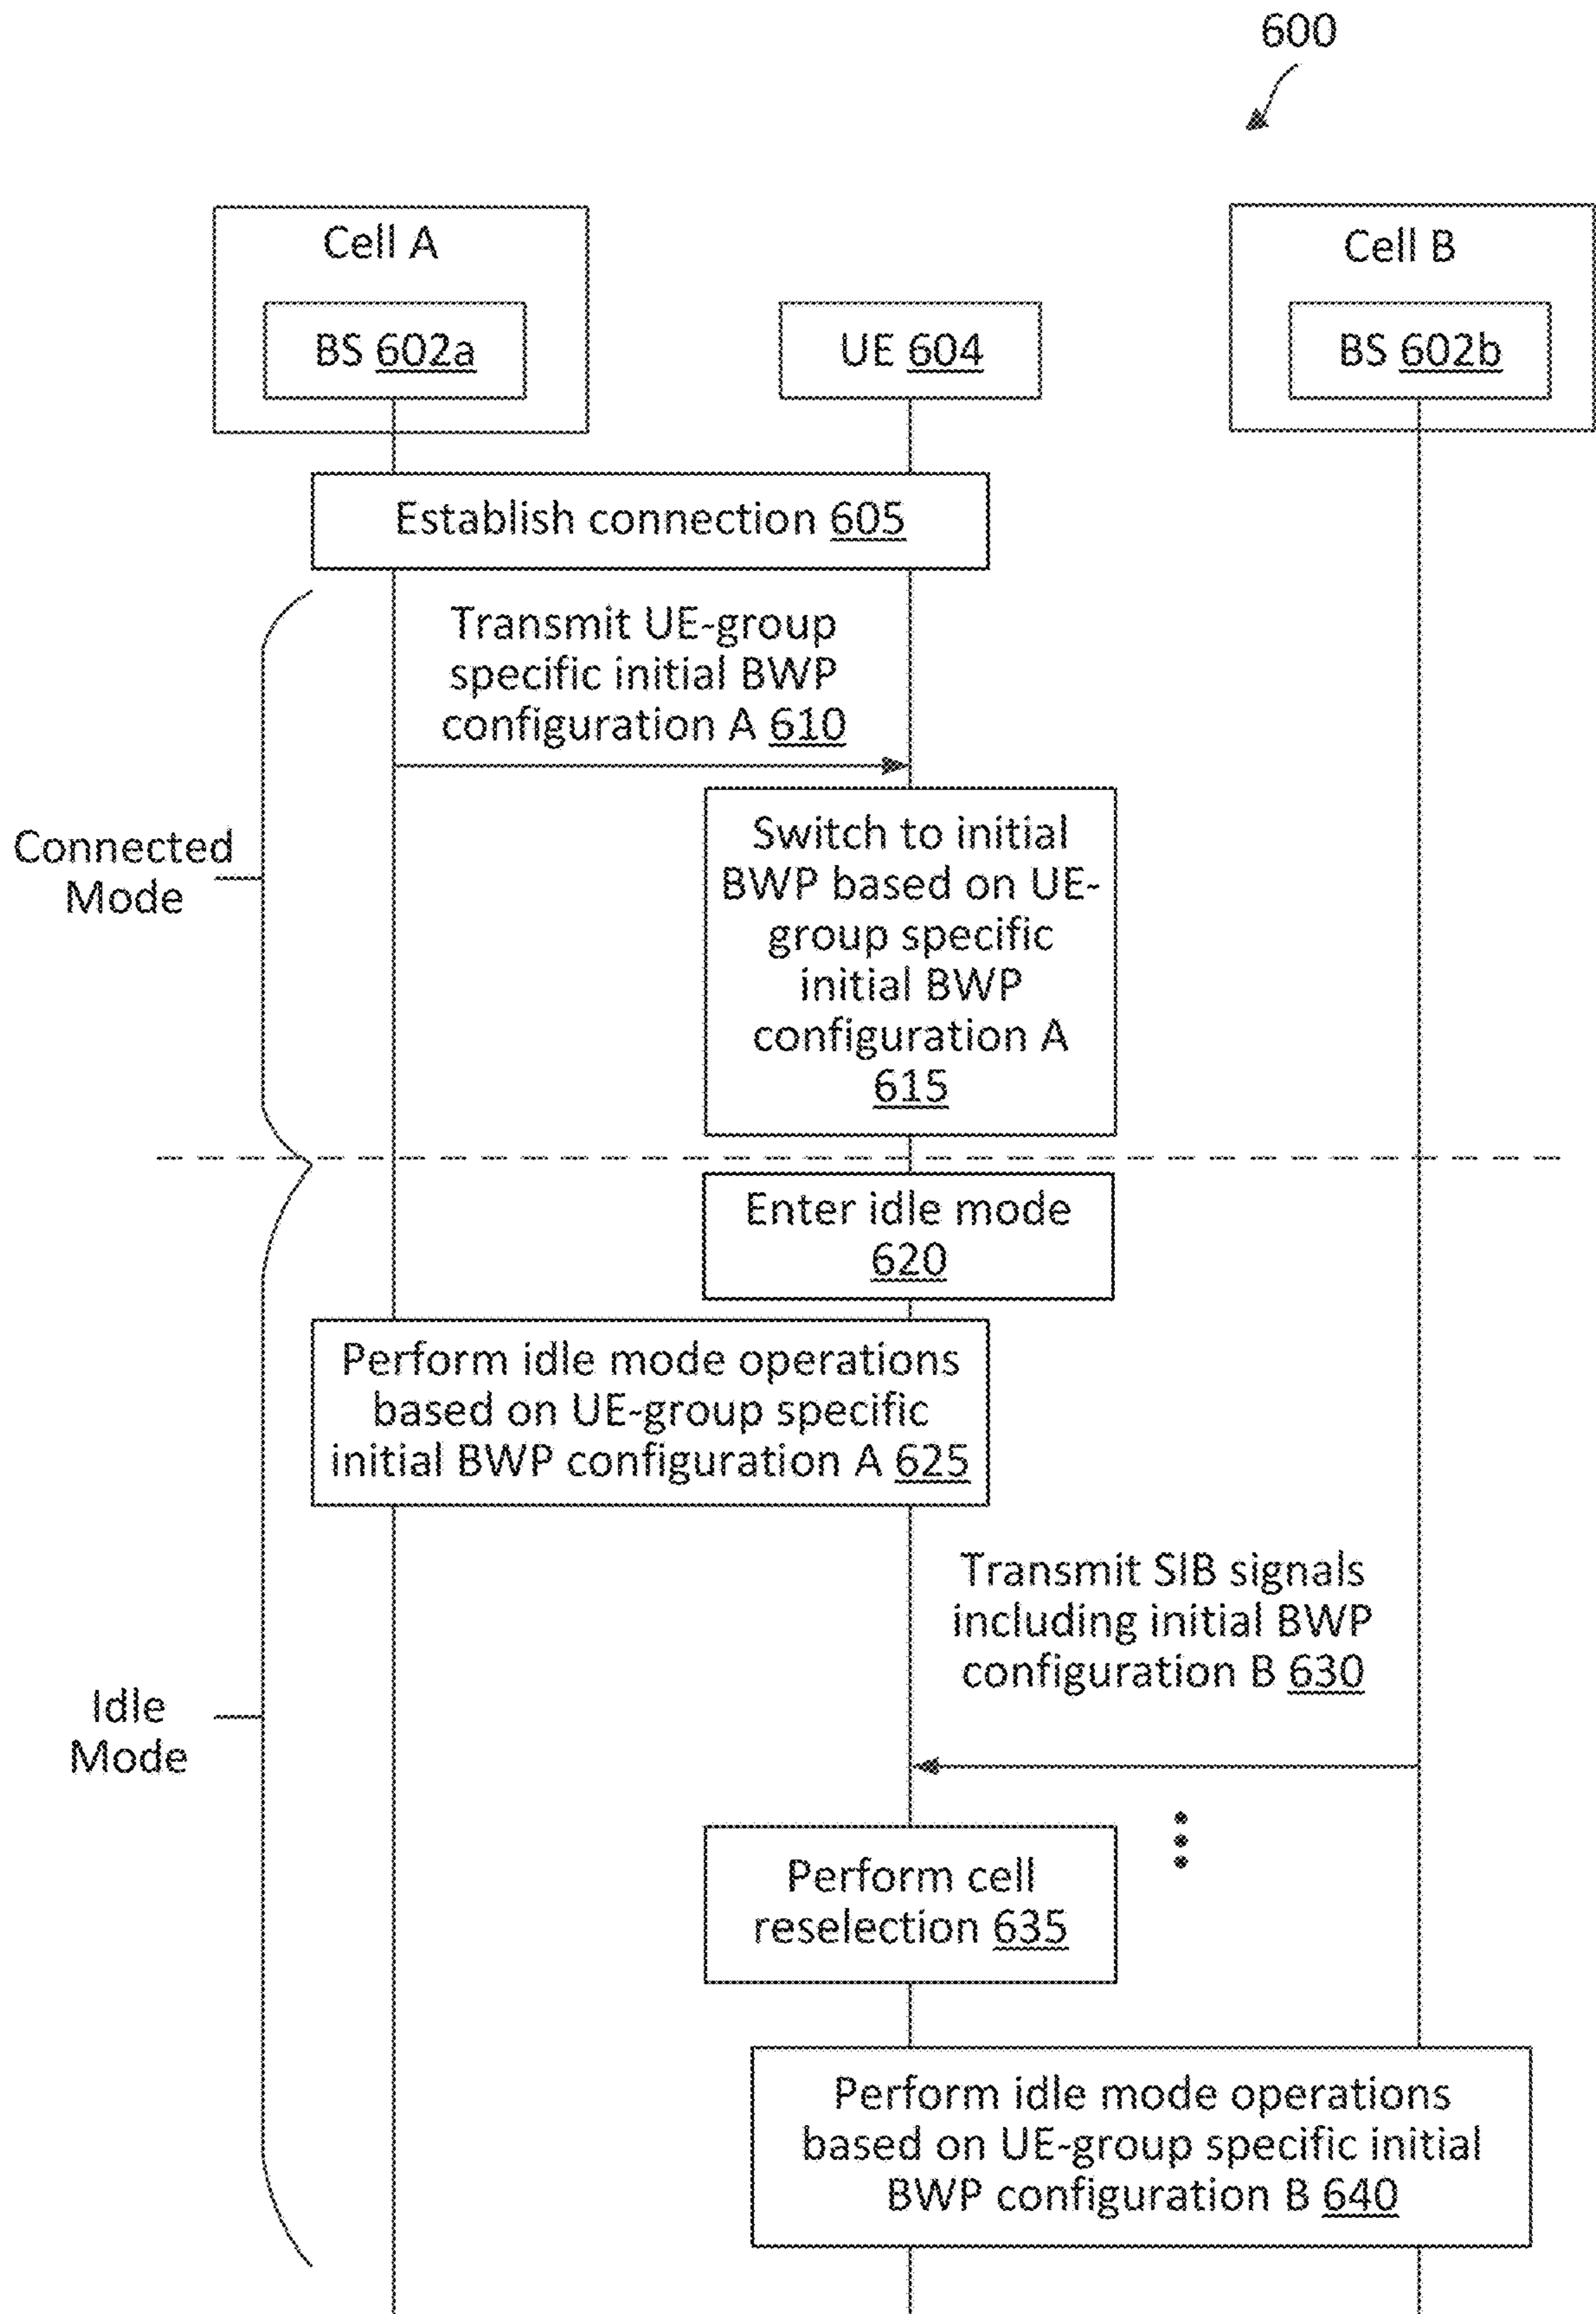 600
Cell A
Cell B
BS 602a
UE 604
BS 602b
Establish connection 605
Transmit UE-group
specific initial BWP
configuration A 610
Connected
Mode
Switch to initial
BWP based on UE-
group specific
initial BWP
configuration A
615
Enter idle mode
620
Perform idle mode operations
based on UE-group specific
initial BWP configuration A 625
Transmit SIB signals
including initial BWP
configuration B 630
Idle
Mode
Perform cell
reselection 635
Perform idle mode operations
based on UE-group specific initial
BWP configuration B 640